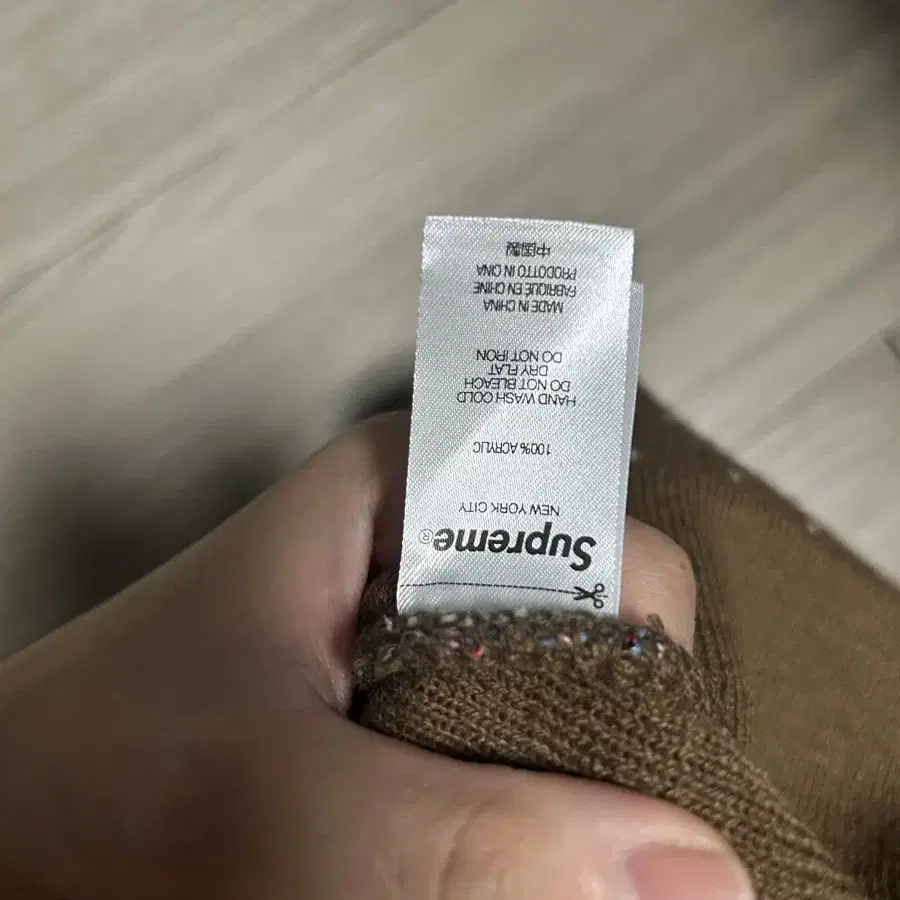 Supreme®
NEW YORK CITY
100% ACRYLIC
HAND WASH COLD
DO NOT BLEACH
DRY FLAT
DO NOT IRON
MADE IN CHINA
FABRIQUÉ EN CHINE
PRODOTTO IN CINA
中国製